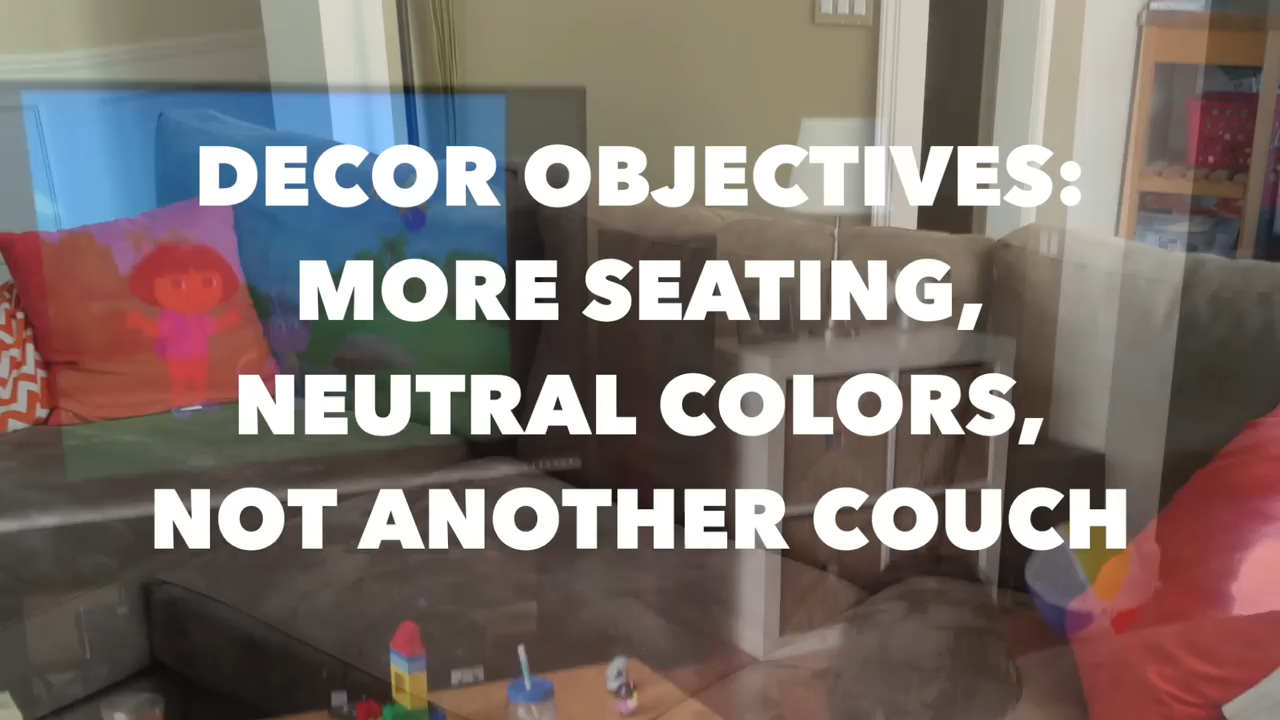 DECOR OBJECTIVES:
MORE SEATING,
NEUTRAL COLORS,
NOT ANOTHER COUCH